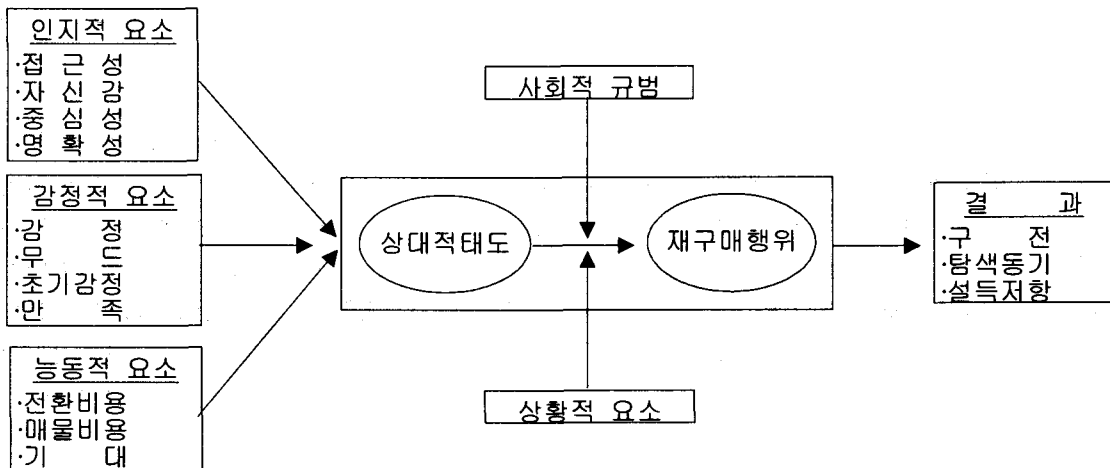 인지적 요소
·접 근 성
·자 신 감
·중 심 성
·명 확 성
감정적 요소
·감 정
·무 드
·초기감정
·만 족
능동적 요소
·전환비용
·매몰비용
·기 대
사회적 규범
상대적태도
재구매행위
상황적 요소
결 과
·구 전
·탐색동기
·설득저항